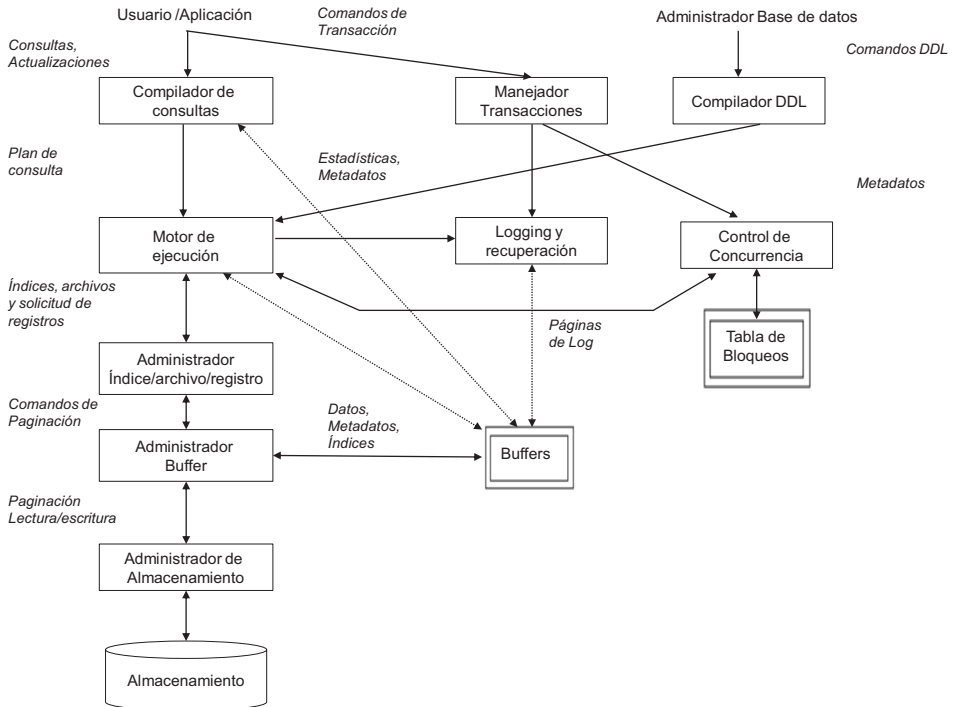 Usuario /Aplicación
Comandos de
Transacción
Administrador Base de datos
Consultas,
Actualizaciones
Comandos DDL
Compilador de
consultas
Manejador
Transacciones
Compilador DDL
Plan de
consulta
Estadísticas,
Metadatos
Metadatos
Motor de
ejecución
Logging y
recuperación
Control de
Concurrencia
Índices, archivos
y solicitud de
registros
Páginas
de Log
Tabla de
Bloqueos
Administrador
Índice/archivo/registro
Comandos de
Paginación
Datos,
Metadatos,
Índices
Administrador
Buffer
Buffers
Paginación
Lectura/escritura
Administrador de
Almacenamiento
Almacenamiento